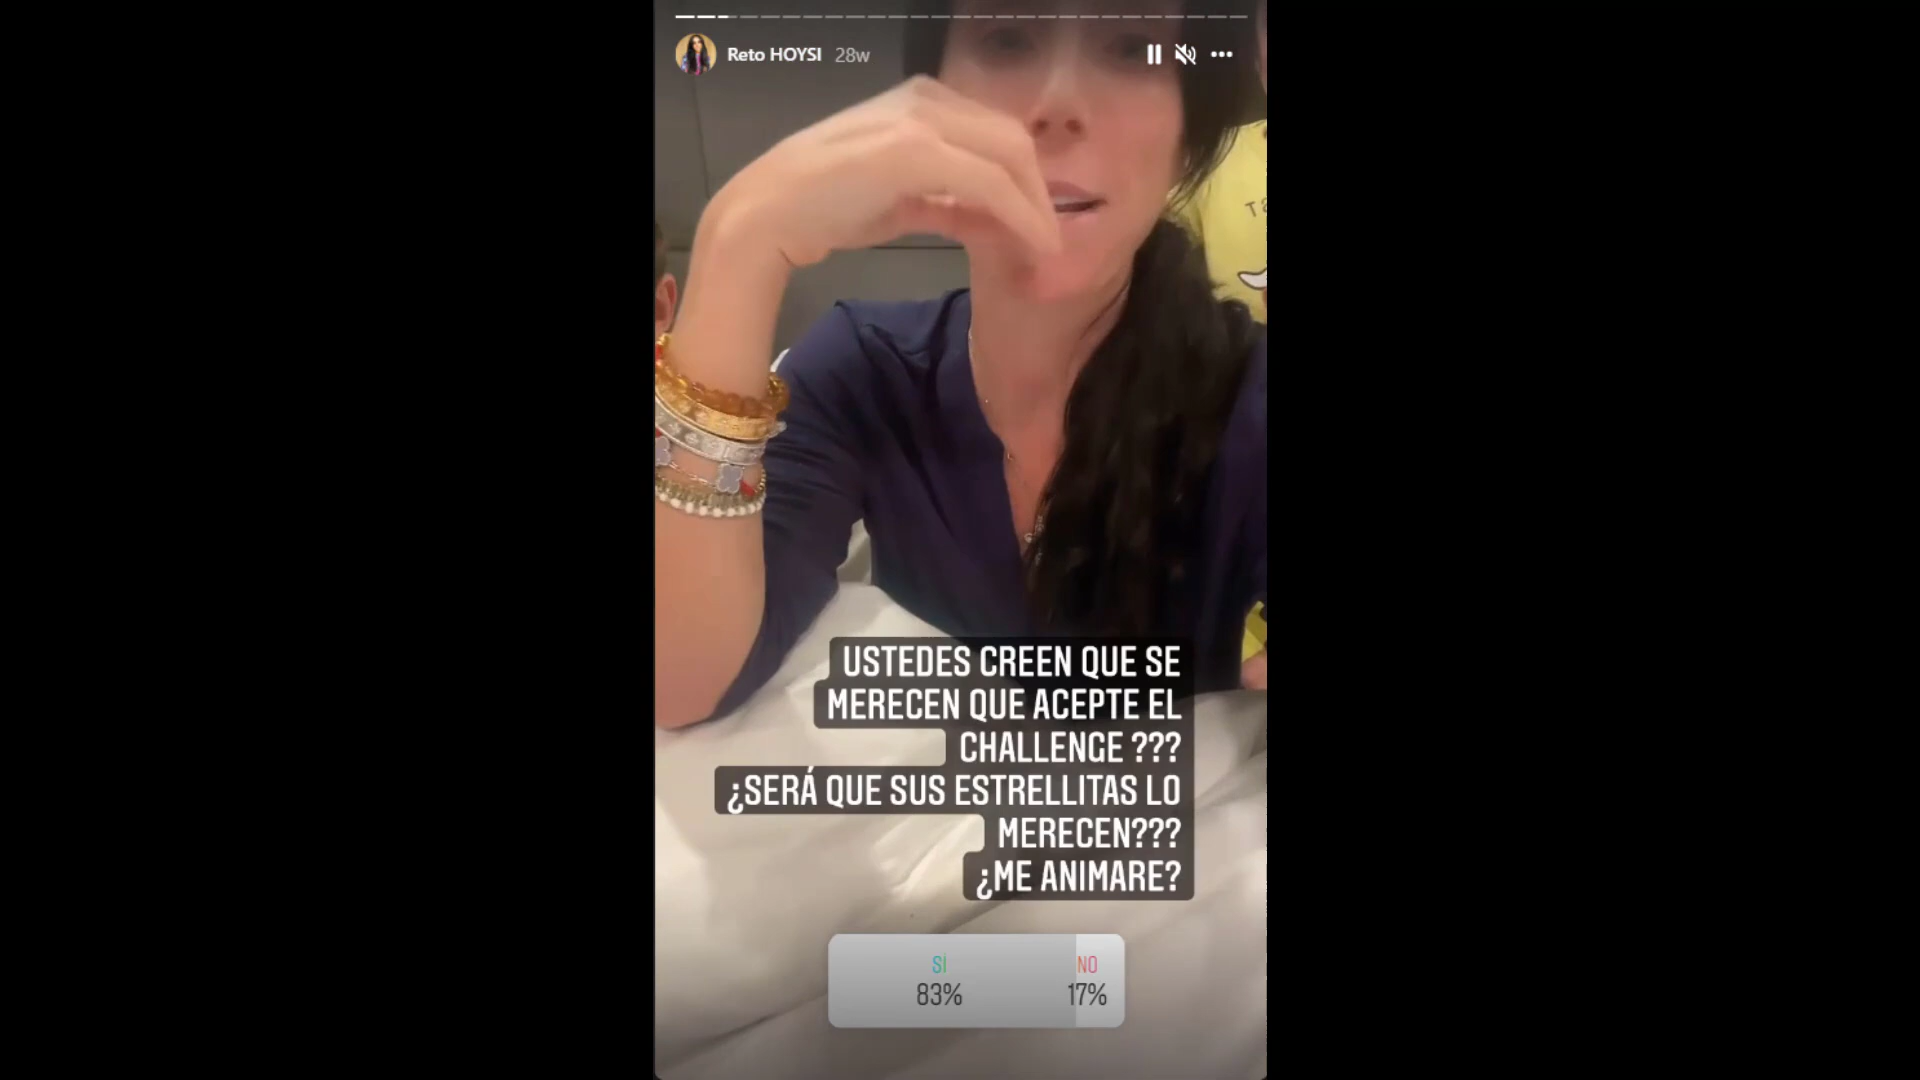 Reto HOYSI 28w
USTEDES CREEN QUE SE
MERECEN QUE ACEPTE EL
CHALLENGE ???
¿SERÁ QUE SUS ESTRELLITAS LO
MERECEN???
¿ME ANIMARE?
SÍ NO
83% 17%